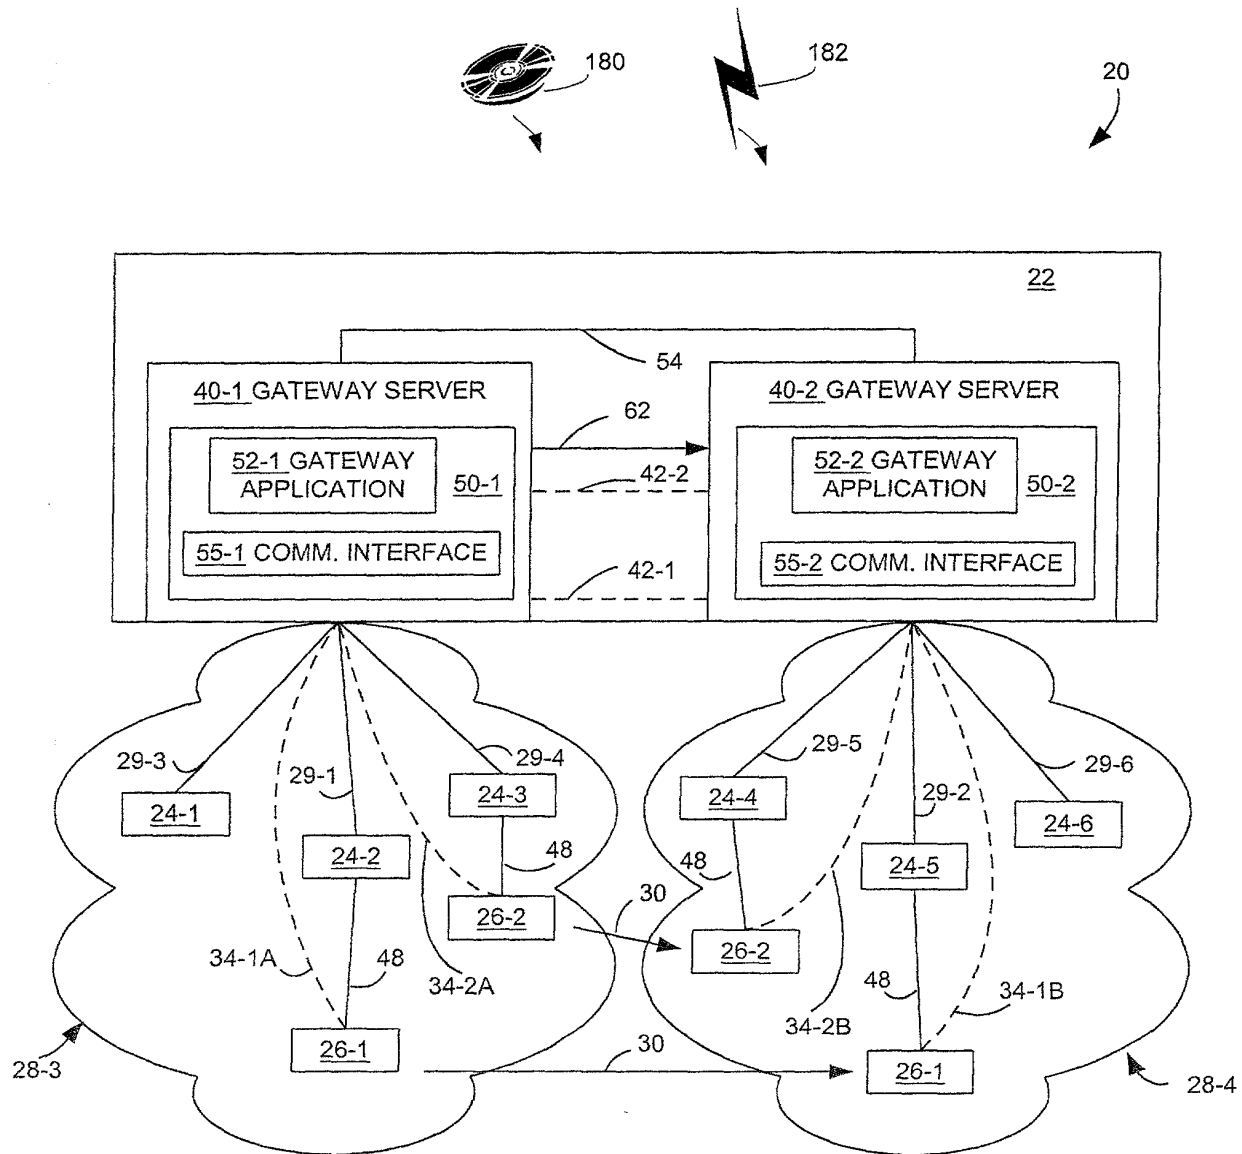 180
182
20
22
54
40-1 GATEWAY SERVER
40-2 GATEWAY SERVER
62
52-1 GATEWAY
APPLICATION
50-1
42-2
52-2 GATEWAY
APPLICATION
50-2
55-1 COMM. INTERFACE
42-1
55-2 COMM. INTERFACE
29-3
29-1
29-4
29-5
29-2
29-6
24-1
24-2
24-3
24-4
24-5
24-6
48
48
26-2
30
26-2
34-1A
48
34-2A
48
34-2B
34-1B
26-1
30
26-1
28-3
28-4